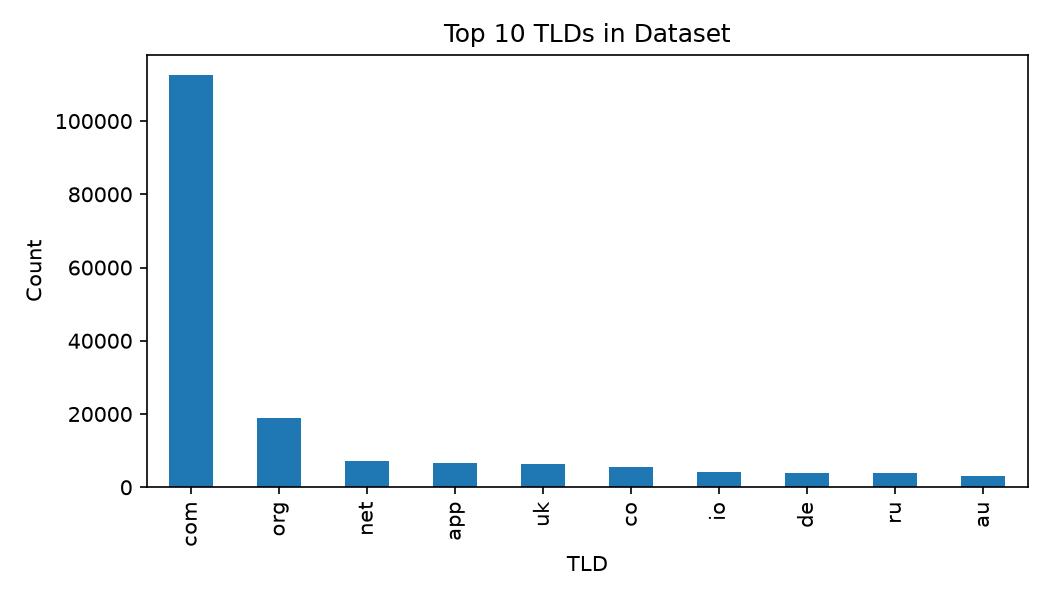 Top 10 TLDs in Dataset
Count
100000
80000
60000
40000
20000
0
com
org
net
app
uk
co
io
de
ru
au
TLD